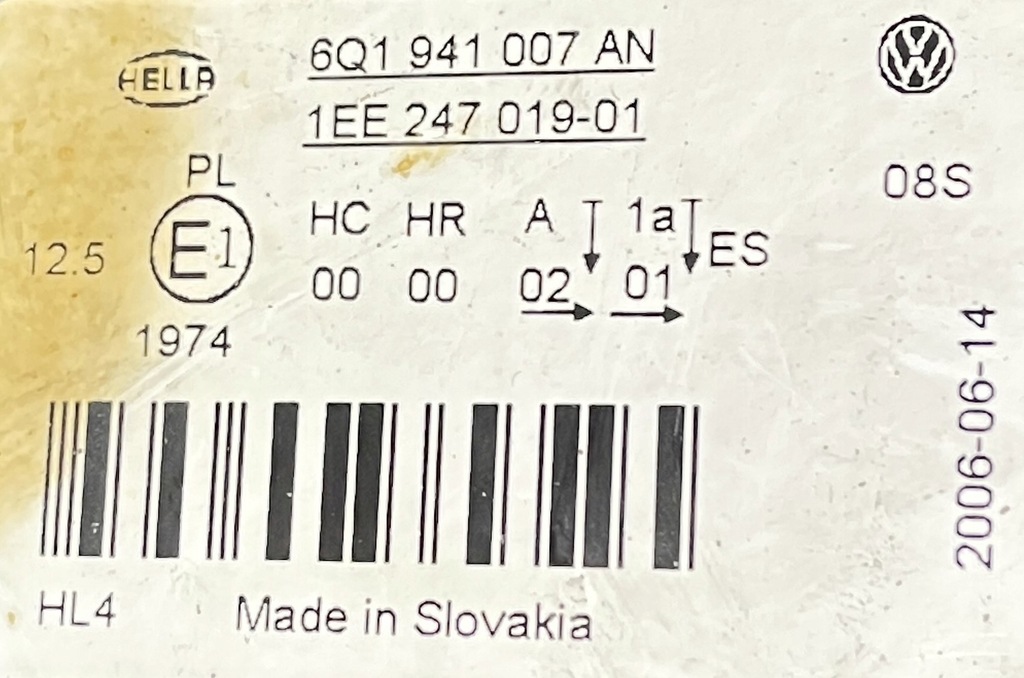 HELLA
6Q1 941 007 AN
1EE 247 019-01
PL
08S
HC HR A 1a
12.5 E1 ES
00 00 02 01
1974
2006-06-14
HL4 Made in Slovakia